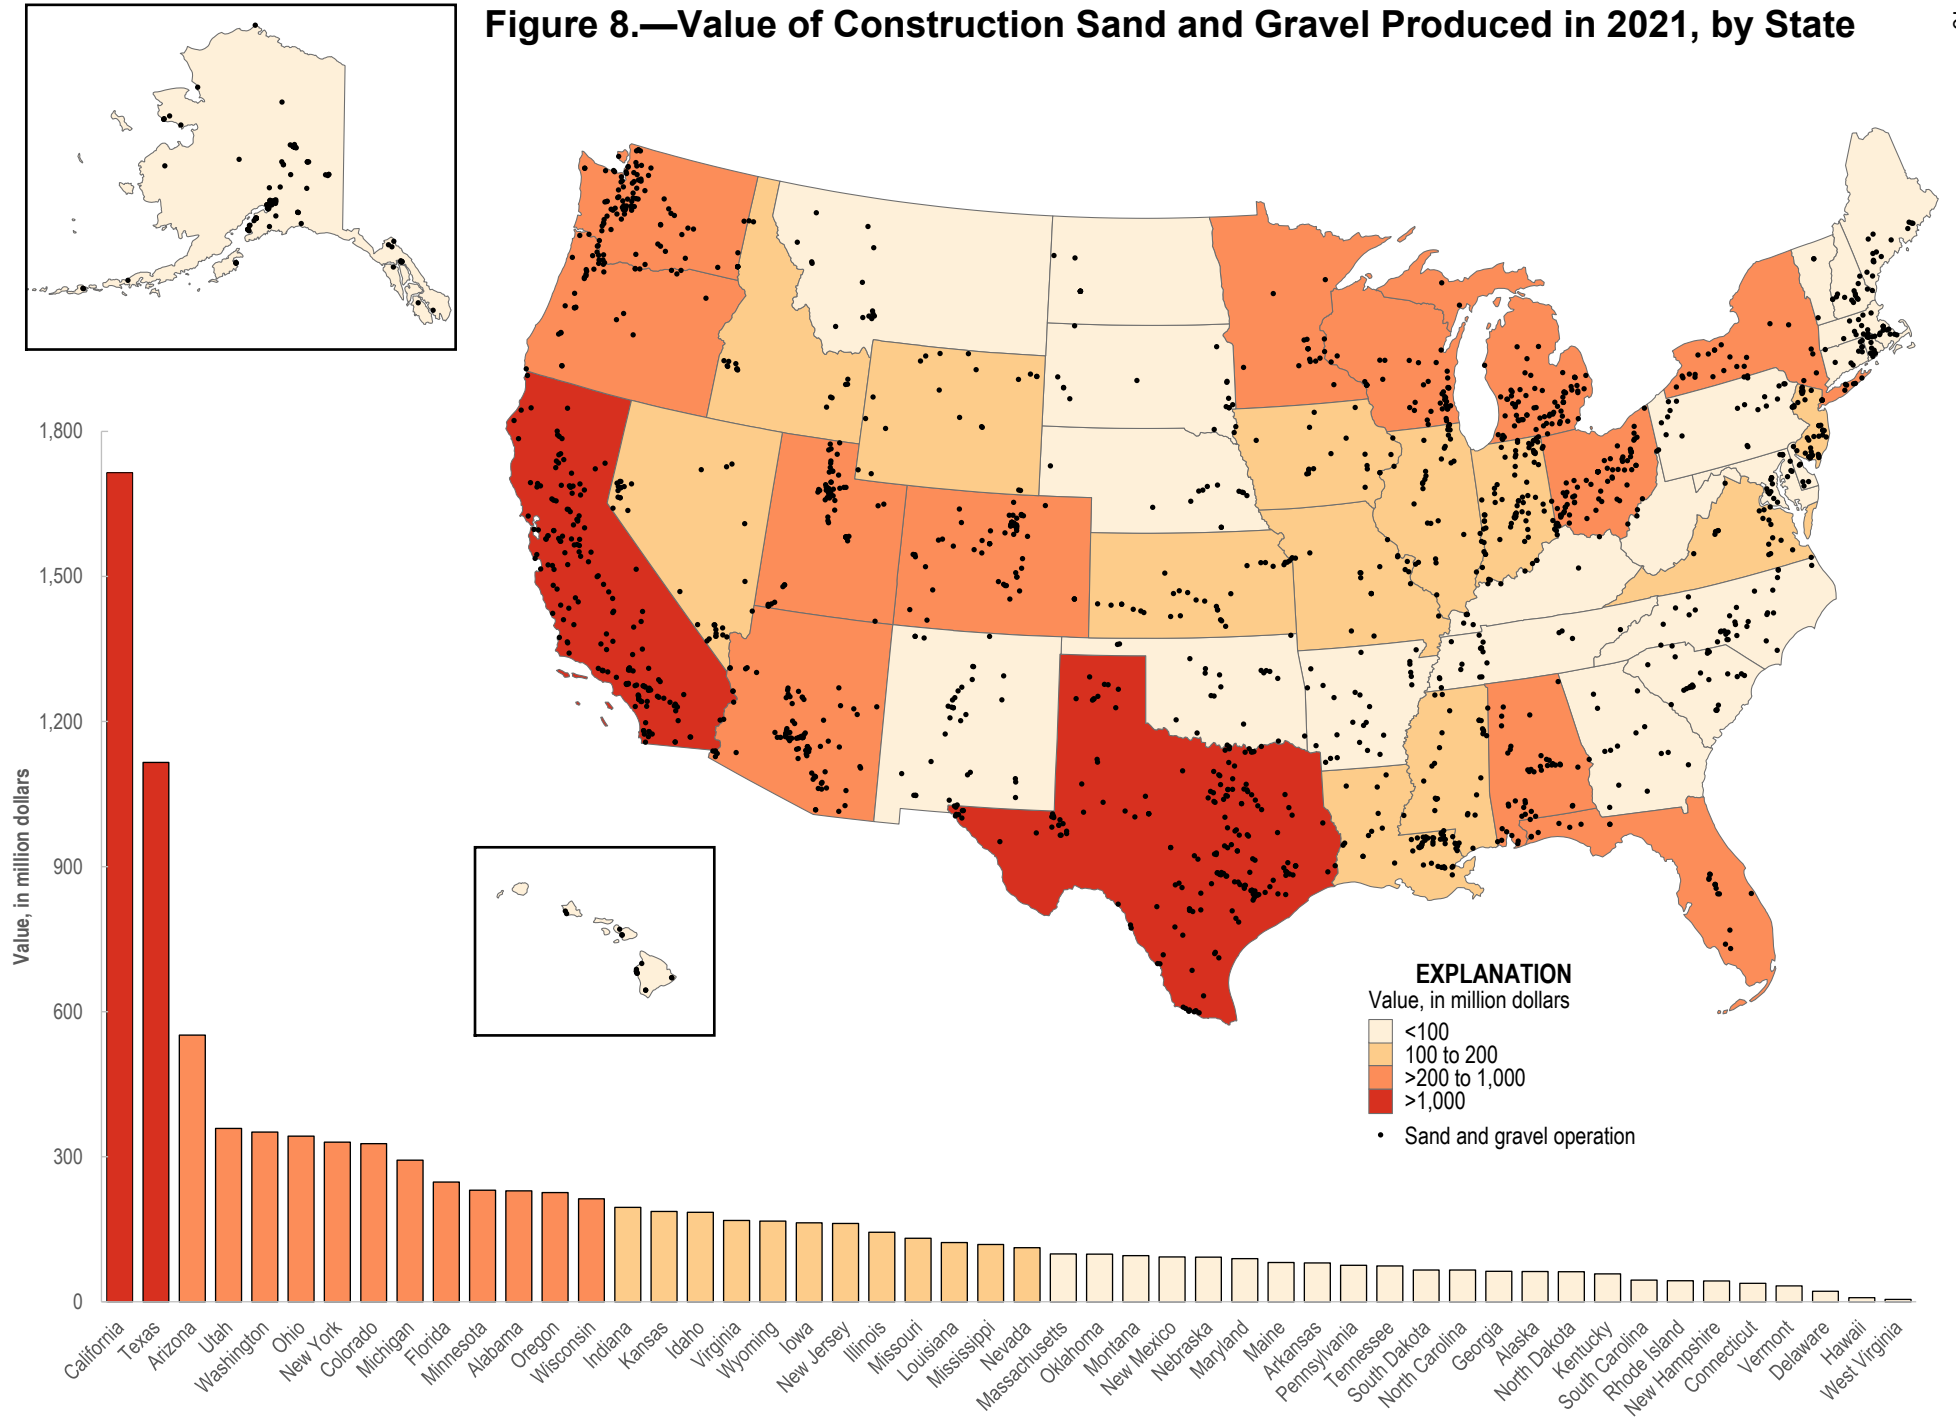 Figure 8.—Value of Construction Sand and Gravel Produced in 2021, by State
1,800
1,500
1,200
900
600
300
0
Value, in million dollars
EXPLANATION
Value, in million dollars
<100
100 to 200
>200 to 1,000
>1,000
Sand and gravel operation
California
Texas
Arizona
Utah
Washington
Ohio
New York
Colorado
Michigan
Florida
Minnesota
Alabama
Oregon
Wisconsin
Indiana
Kansas
Idaho
Virginia
Wyoming
Iowa
New Jersey
Illinois
Missouri
Louisiana
Mississippi
Nevada
Massachusetts
Oklahoma
Montana
New Mexico
Nebraska
Maryland
Maine
Arkansas
Pennsylvania
Tennessee
South Dakota
North Carolina
Georgia
Alaska
North Dakota
Kentucky
South Carolina
Rhode Island
New Hampshire
Connecticut
Vermont
Delaware
Hawaii
West Virginia